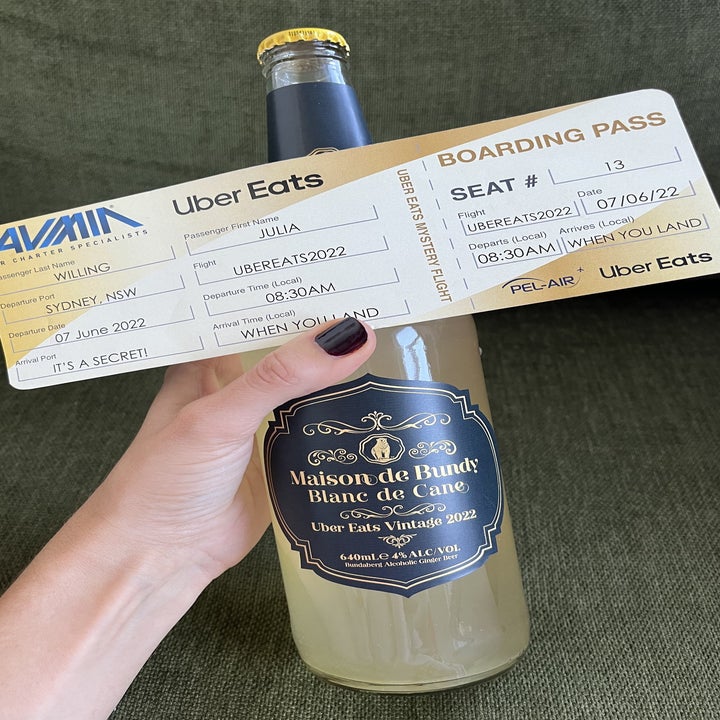 AVMIN
R CHARTER SPECIALISTS
Uber Eats
Passenger First Name
JULIA
assenger Last Name
WILLING
Flight
UBEREATS2022
Departure Port
SYDNEY, NSW
Departure Time (Local)
08:30AM
Departure Date
07 June 2022
Arrival Time (Local)
WHEN YOU LAND
Arrival Port
IT'S A SECRET!
UBER EATS MYSTERY FLIGHT
BOARDING PASS
SEAT # 13
Flight
UBEREATS2022
Date
07/06/22
Departs (Local)
08:30AM
Arrives (Local)
WHEN YOU LAND
PEL-AIR
Uber Eats
Maison de Bundy
Blanc de Cane
Uber Eats Vintage 2022
640mL℮ 4% ALC/VOL
Bundaberg Alcoholic Ginger Beer